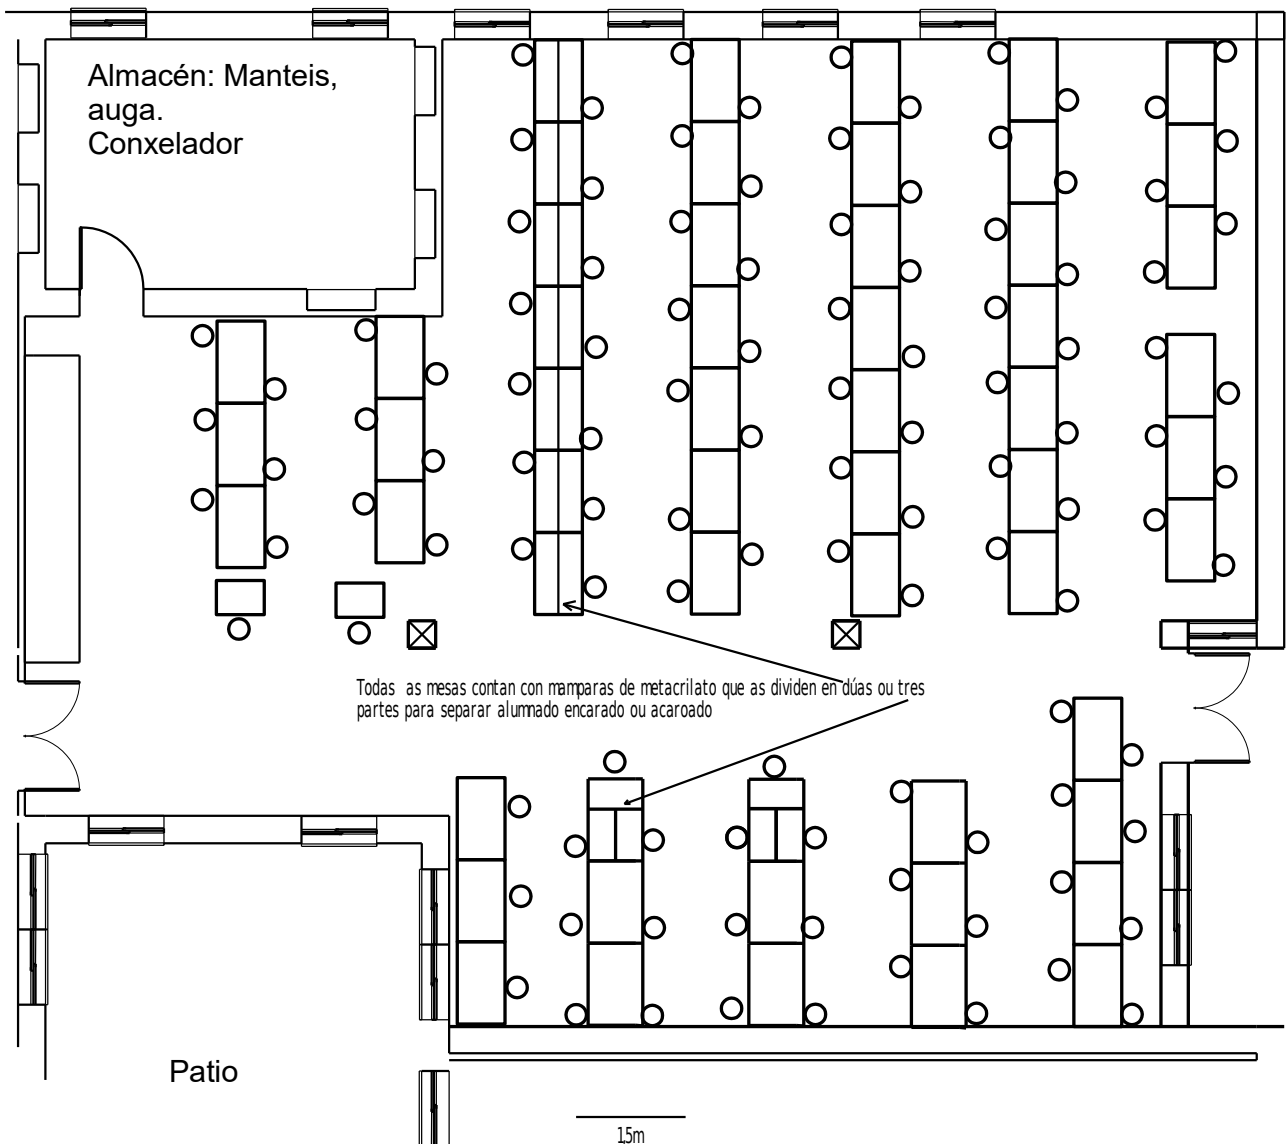 Almacén: Manteis,
auga.
Conxelador
Todas as mesas contan con mamparas de metacrilato que as dividen en dúas ou tres
partes para separar alumnado encarado ou acaroado
Patio
1,5m